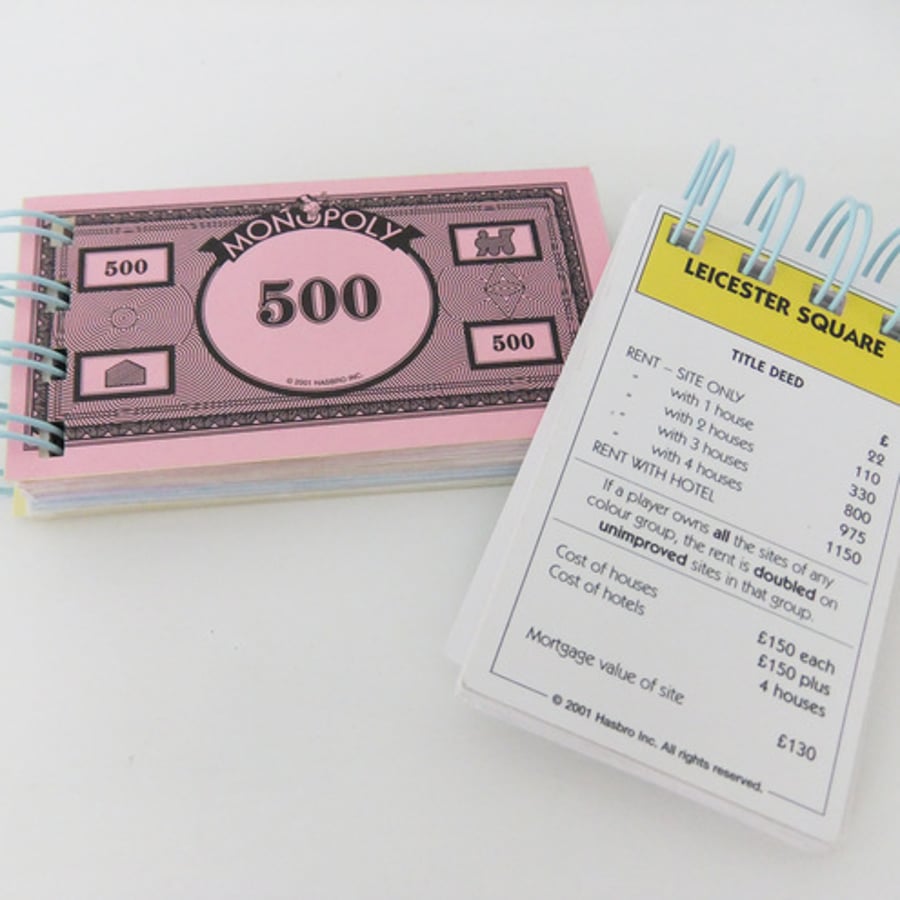 MONOPOLY
500
500
500
© 2001 HASBRO INC.
LEICESTER SQUARE
TITLE DEED
£
RENT – SITE ONLY 22
" with 1 house 110
" with 2 houses 330
" with 3 houses 800
" with 4 houses 975
RENT WITH HOTEL 1150
If a player owns all the sites of any
colour group, the rent is doubled on
unimproved sites in that group.
Cost of houses £150 each
Cost of hotels £150 plus
4 houses
Mortgage value of site £130
© 2001 Hasbro Inc. All rights reserved.